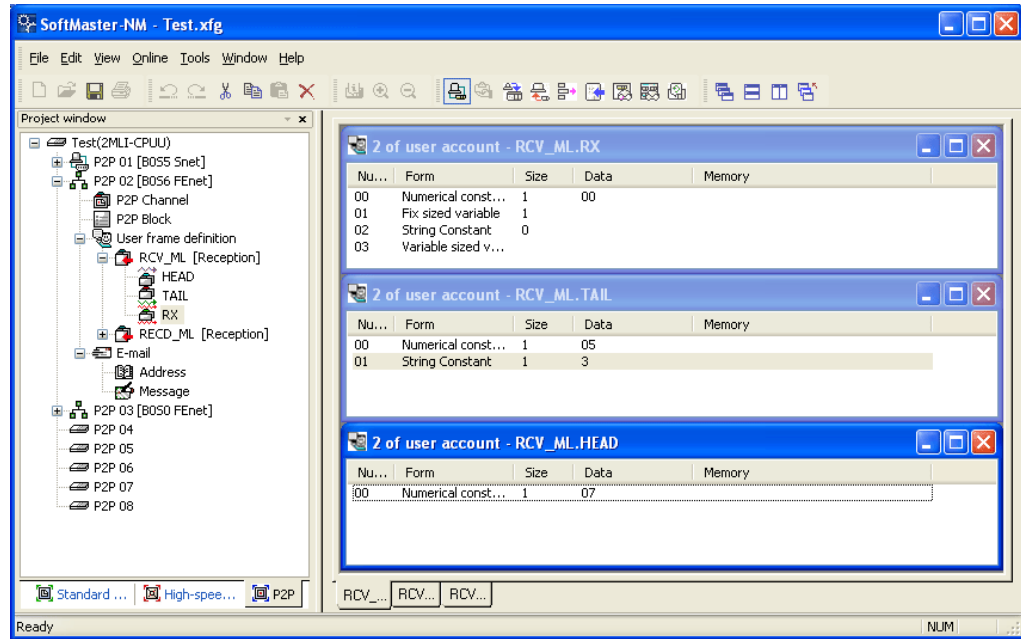 SoftMaster-NM - Test.xfg
File Edit View Online Tools Window Help
Project window
Test(2MLI-CPUU)
P2P 01 [B0S5 Snet]
P2P 02 [B0S6 FEnet]
P2P Channel
P2P Block
User frame definition
RCV_ML [Reception]
HEAD
TAIL
RX
RECD_ML [Reception]
E-mail
Address
Message
P2P 03 [B0S0 FEnet]
P2P 04
P2P 05
P2P 06
P2P 07
P2P 08
Standard ... High-spee... P2P
2 of user account - RCV_ML.RX
Nu... Form Size Data Memory
00 Numerical const... 1 00
01 Fix sized variable 1
02 String Constant 0
03 Variable sized v...
2 of user account - RCV_ML.TAIL
Nu... Form Size Data Memory
00 Numerical const... 1 05
01 String Constant 1 3
2 of user account - RCV_ML.HEAD
Nu... Form Size Data Memory
00 Numerical const... 1 07
RCV_... RCV... RCV...
Ready NUM